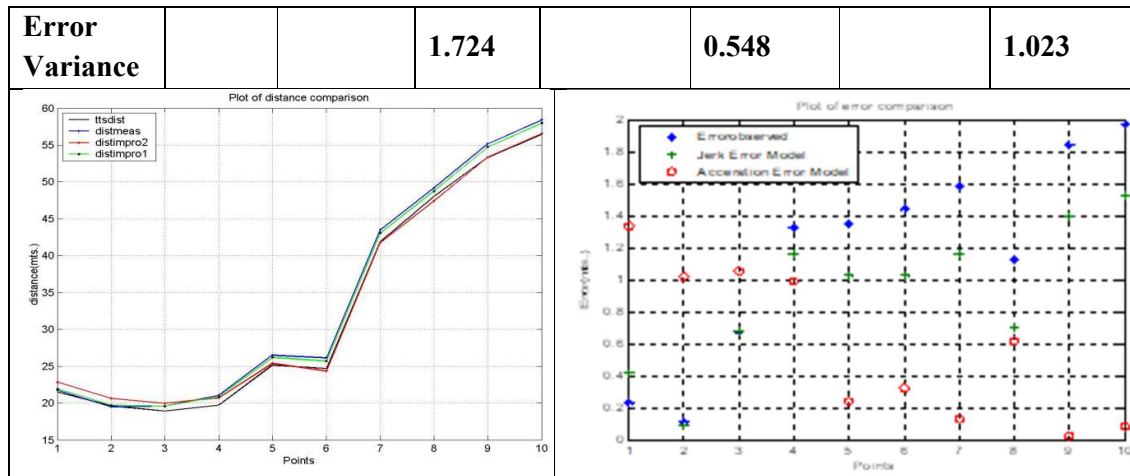 Error Variance 1.724 0.548 1.023
Plot of distance comparison
ttsdist
distmeas
distimpro2
distimpro1
distance(mts.)
60
55
50
45
40
35
30
25
20
15
1 2 3 4 5 6 7 8 9 10
Points
Plot of error comparison
Errorobserved
Jerk Error Model
Error(mts.)
2
1.8
1.6
1.4
1.2
1
0.8
0.6
0.4
0.2
0
1 2 3 4 5 6 7 8 9 10
Points